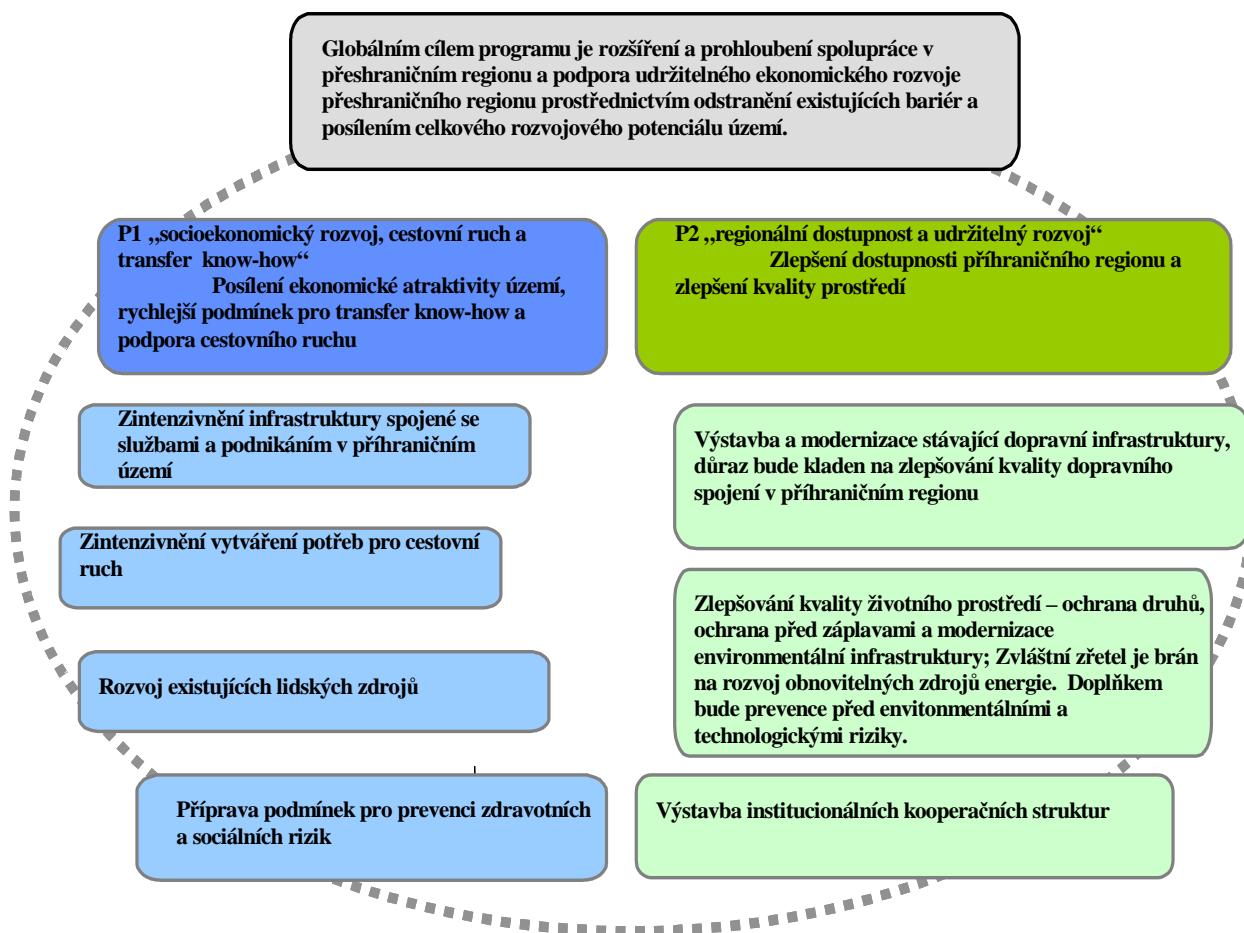 Globálním cílem programu je rozšíření a prohloubení spolupráce v
přeshraničním regionu a podpora udržitelného ekonomického rozvoje
přeshraničního regionu prostřednictvím odstranění existujících bariér a
posílením celkového rozvojového potenciálu území.
P1 „socioekonomický rozvoj, cestovní ruch a
transfer know-how“
Posílení ekonomické atraktivity území,
rychlejší podmínek pro transfer know-how a
podpora cestovního ruchu
Zintenzivnění infrastruktury spojené se
službami a podnikáním v příhraničním
území
Zintenzivnění vytváření potřeb pro cestovní
ruch
Rozvoj existujících lidských zdrojů
Příprava podmínek pro prevenci zdravotních
a sociálních rizik
P2 „regionální dostupnost a udržitelný rozvoj“
Zlepšení dostupnosti příhraničního regionu a
zlepšení kvality prostředí
Výstavba a modernizace stávající dopravní infrastruktury,
důraz bude kladen na zlepšování kvality dopravního
spojení v příhraničním regionu
Zlepšování kvality životního prostředí – ochrana druhů,
ochrana před záplavami a modernizace
environmentální infrastruktury; Zvláštní zřetel je brán
na rozvoj obnovitelných zdrojů energie. Doplňkem
bude prevence před envitonmentálními a
technologickými riziky.
Výstavba institucionálních kooperačních struktur